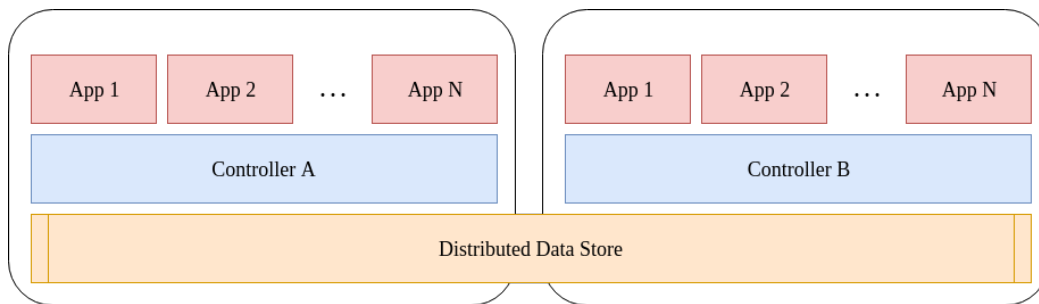 App 1
App 2
...
App N
App 1
App 2
...
App N
Controller A
Controller B
Distributed Data Store